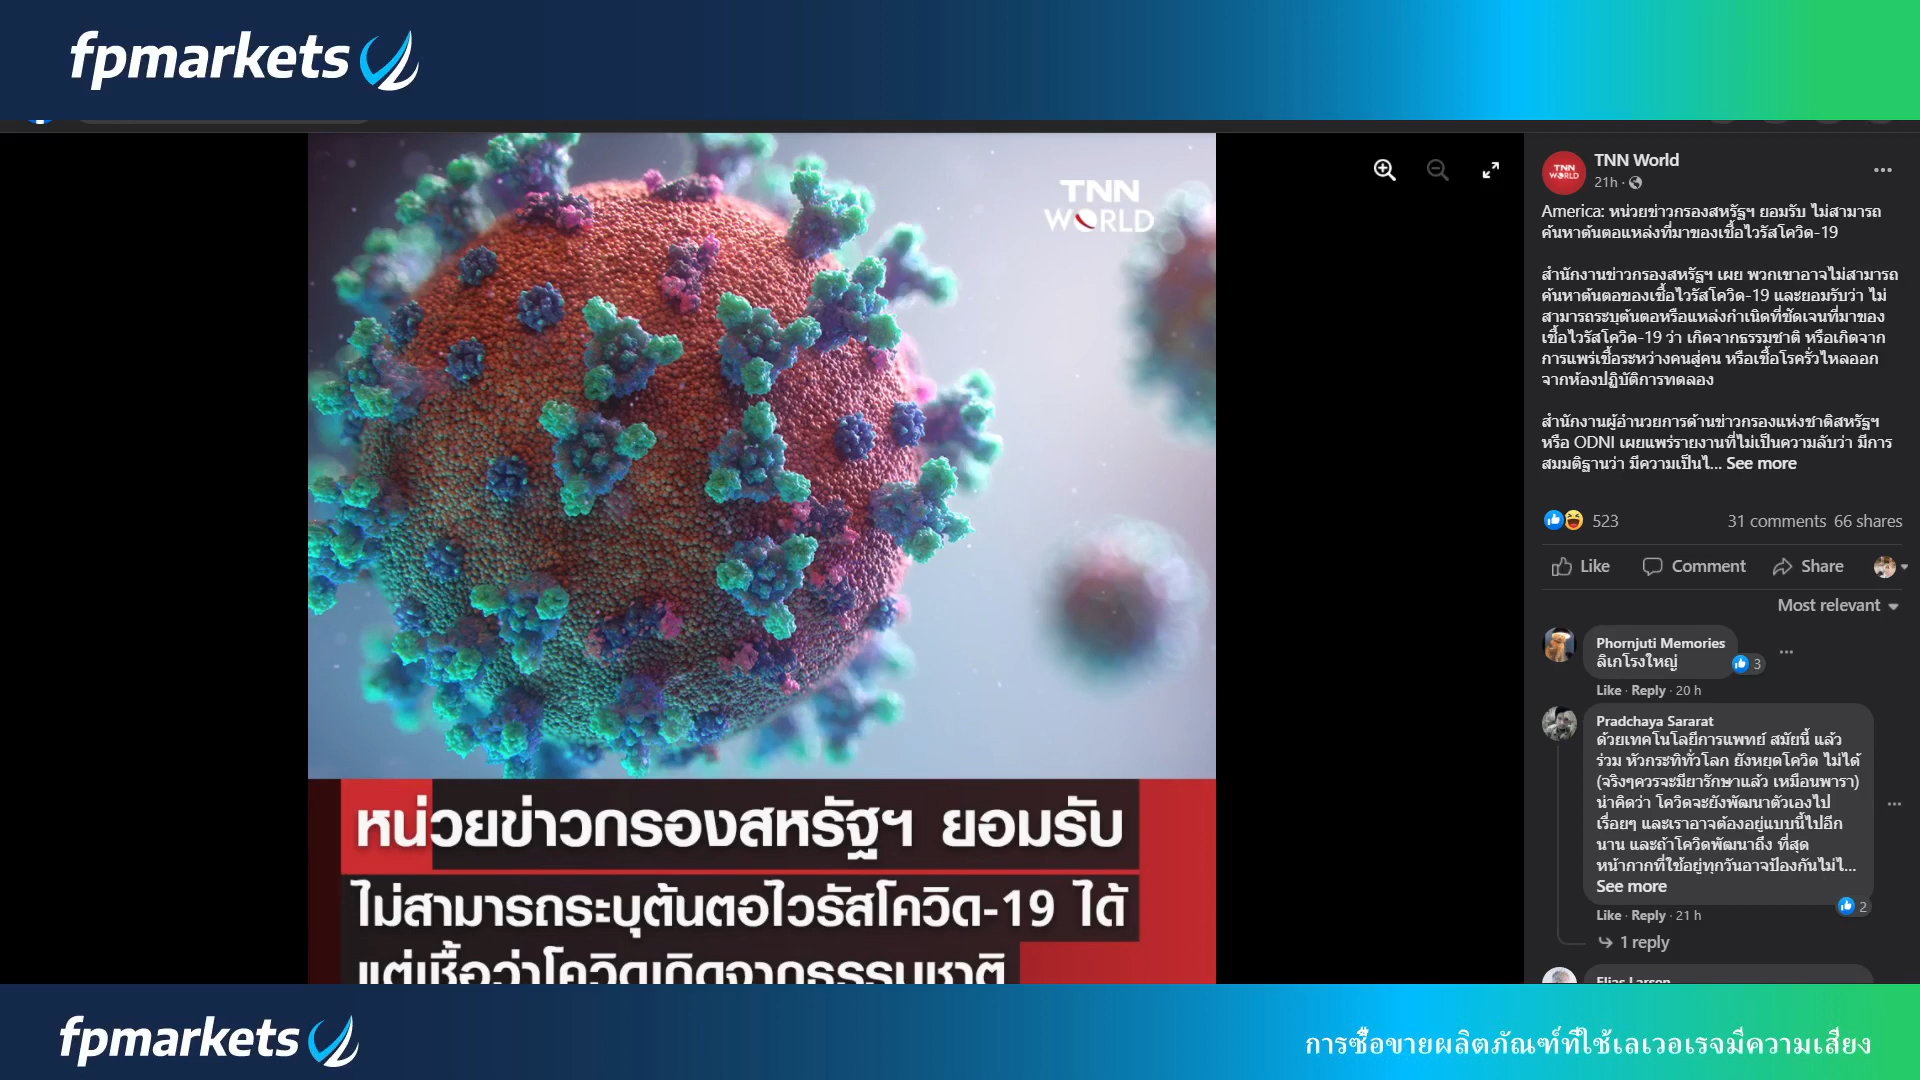 fpmarkets
TNN
WORLD
หน่วยข่าวกรองสหรัฐฯ ยอมรับ
ไม่สามารถระบุต้นตอไวรัสโควิด-19 ได้
แต่เชื้อว่าโควิดเกิดจากธรรมชาติ
TNN
WORLD
TNN World
21h ·
America: หน่วยข่าวกรองสหรัฐฯ ยอมรับ ไม่สามารถ
ค้นหาต้นตอแหล่งที่มาของเชื้อไวรัสโควิด-19
สำนักงานข่าวกรองสหรัฐฯ เผย พวกเขาอาจไม่สามารถ
ค้นหาต้นตอของเชื้อไวรัสโควิด-19 และยอมรับว่า ไม่
สามารถระบุต้นตอหรือแหล่งกำเนิดที่ชัดเจนที่มาของ
เชื้อไวรัสโควิด-19 ว่า เกิดจากธรรมชาติ หรือเกิดจาก
การแพร่เชื้อระหว่างคนสู่คน หรือเชื้อโรครั่วไหลออก
จากห้องปฏิบัติการทดลอง
สำนักงานผู้อำนวยการด้านข่าวกรองแห่งชาติสหรัฐฯ
หรือ ODNI เผยแพร่รายงานที่ไม่เป็นความลับว่า มีการ
สมมติฐานว่า มีความเป็นไ... See more
523 31 comments 66 shares
Like Comment Share
Most relevant
Phornjuti Memories
ลิเกโรงใหญ่
3
Like · Reply · 20 h
Pradchaya Sararat
ด้วยเทคโนโลยีการแพทย์ สมัยนี้ แล้ว
ร่วม หัวกระทิทั่วโลก ยังหยุดโควิด ไม่ได้
(จริงๆควรจะมียารักษาแล้ว เหมือนพารา)
น่าคิดว่า โควิดจะยังพัฒนาตัวเองไป
เรื่อยๆ และเราอาจต้องอยู่แบบนี้ไปอีก
นาน และถ้าโควิดพัฒนาถึง ที่สุด
หน้ากากที่ใช้อยู่ทุกวันอาจป้องกันไม่ไ...
See more
2
Like · Reply · 21 h
1 reply
Elias Larsen
fpmarkets
การซื้อขายผลิตภัณฑ์ที่ใช้เลเวอเรจมีความเสี่ยง